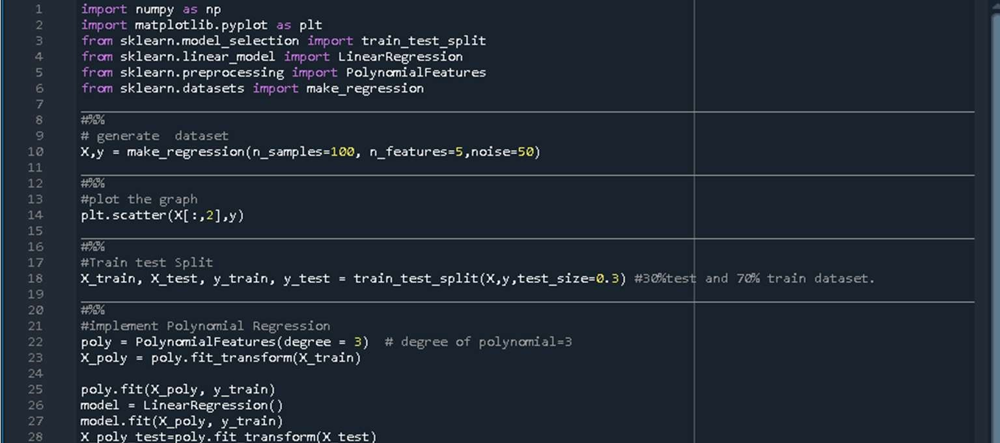 1 import numpy as np
2 import matplotlib.pyplot as plt
3 from sklearn.model_selection import train_test_split
4 from sklearn.linear_model import LinearRegression
5 from sklearn.preprocessing import PolynomialFeatures
6 from sklearn.datasets import make_regression
7
8 #%%
9 # generate  dataset
10 X,y = make_regression(n_samples=100, n_features=5,noise=50)
11
12 #%%
13 #plot the graph
14 plt.scatter(X[:,2],y)
15
16 #%%
17 #Train test Split
18 X_train, X_test, y_train, y_test = train_test_split(X,y,test_size=0.3) #30%test and 70% train dataset.
19
20 #%%
21 #implement Polynomial Regression
22 poly = PolynomialFeatures(degree = 3)  # degree of polynomial=3
23 X_poly = poly.fit_transform(X_train)
24
25 poly.fit(X_poly, y_train)
26 model = LinearRegression()
27 model.fit(X_poly, y_train)
28 X_poly_test=poly.fit_transform(X_test)